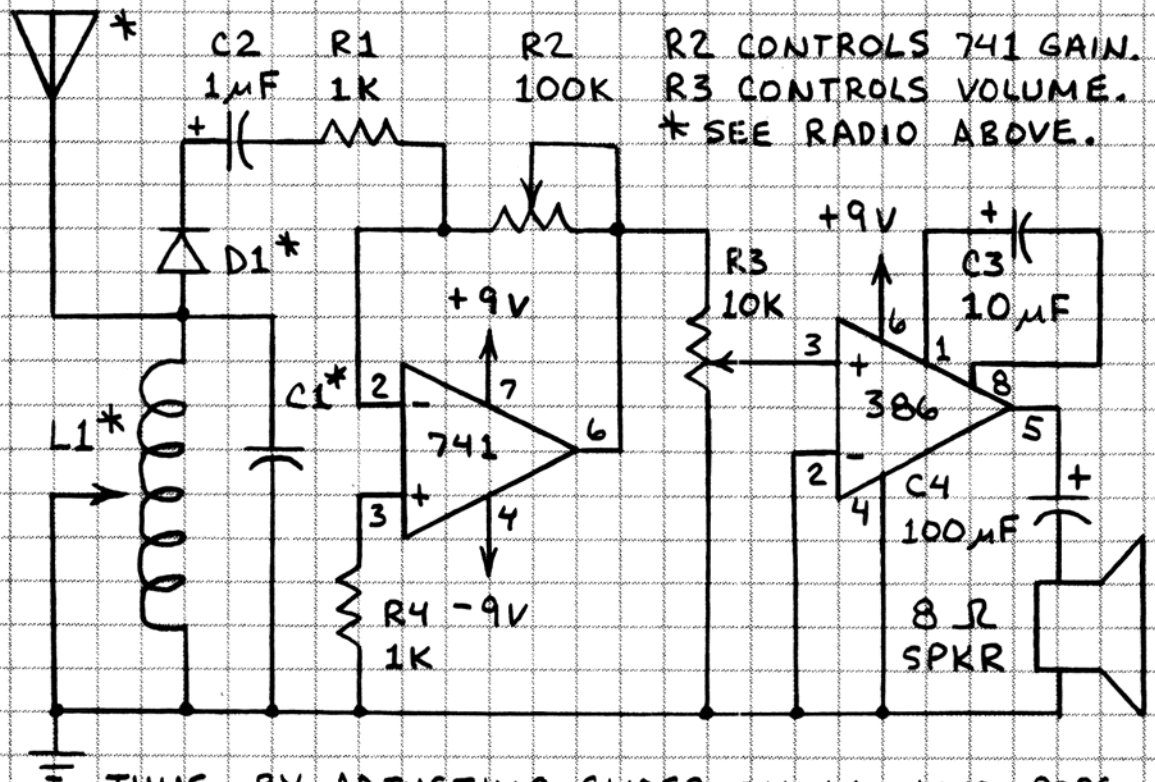 *
C2
1μF
R1
1K
R2
100K
R2 CONTROLS 741 GAIN.
R3 CONTROLS VOLUME.
* SEE RADIO ABOVE.
+
D1*
+9V
R3
10K
+9V
+
C3
10μF
L1*
C1*
2
-
7
741
6
+
3
4
-9V
R4
1K
3
+
6
1
8
386
5
2
-
4
C4
100μF
+
8 Ω
SPKR